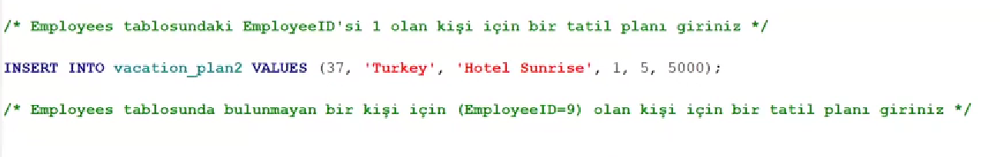 /* Employees tablosundaki EmployeeID'si 1 olan kişi için bir tatil planı giriniz */
INSERT INTO vacation_plan2 VALUES (37, 'Turkey', 'Hotel Sunrise', 1, 5, 5000);
/* Employees tablosunda bulunmayan bir kişi için (EmployeeID=9) olan kişi için bir tatil planı giriniz */